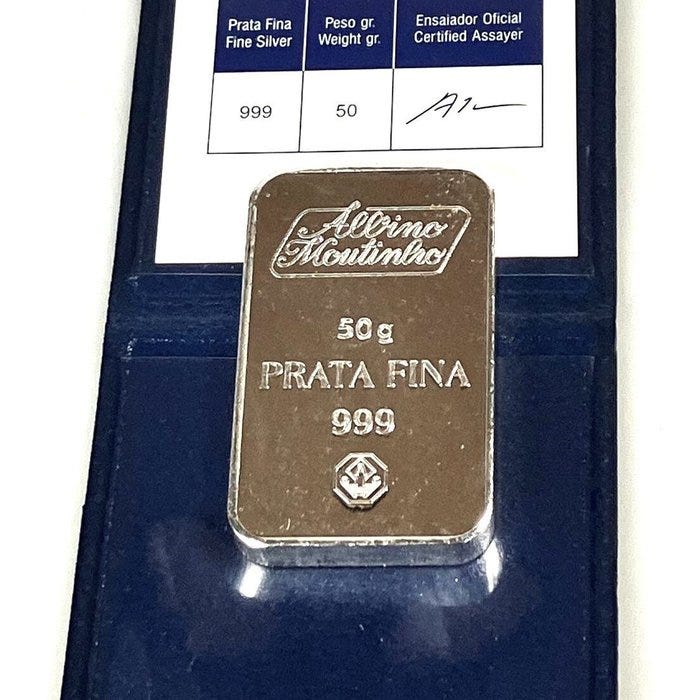 Prata Fina
Fine Silver
Peso gr.
Weight gr.
Ensaiador Oficial
Certified Assayer
999
50
Albino
Moutinho
50g
PRATA FINA
999